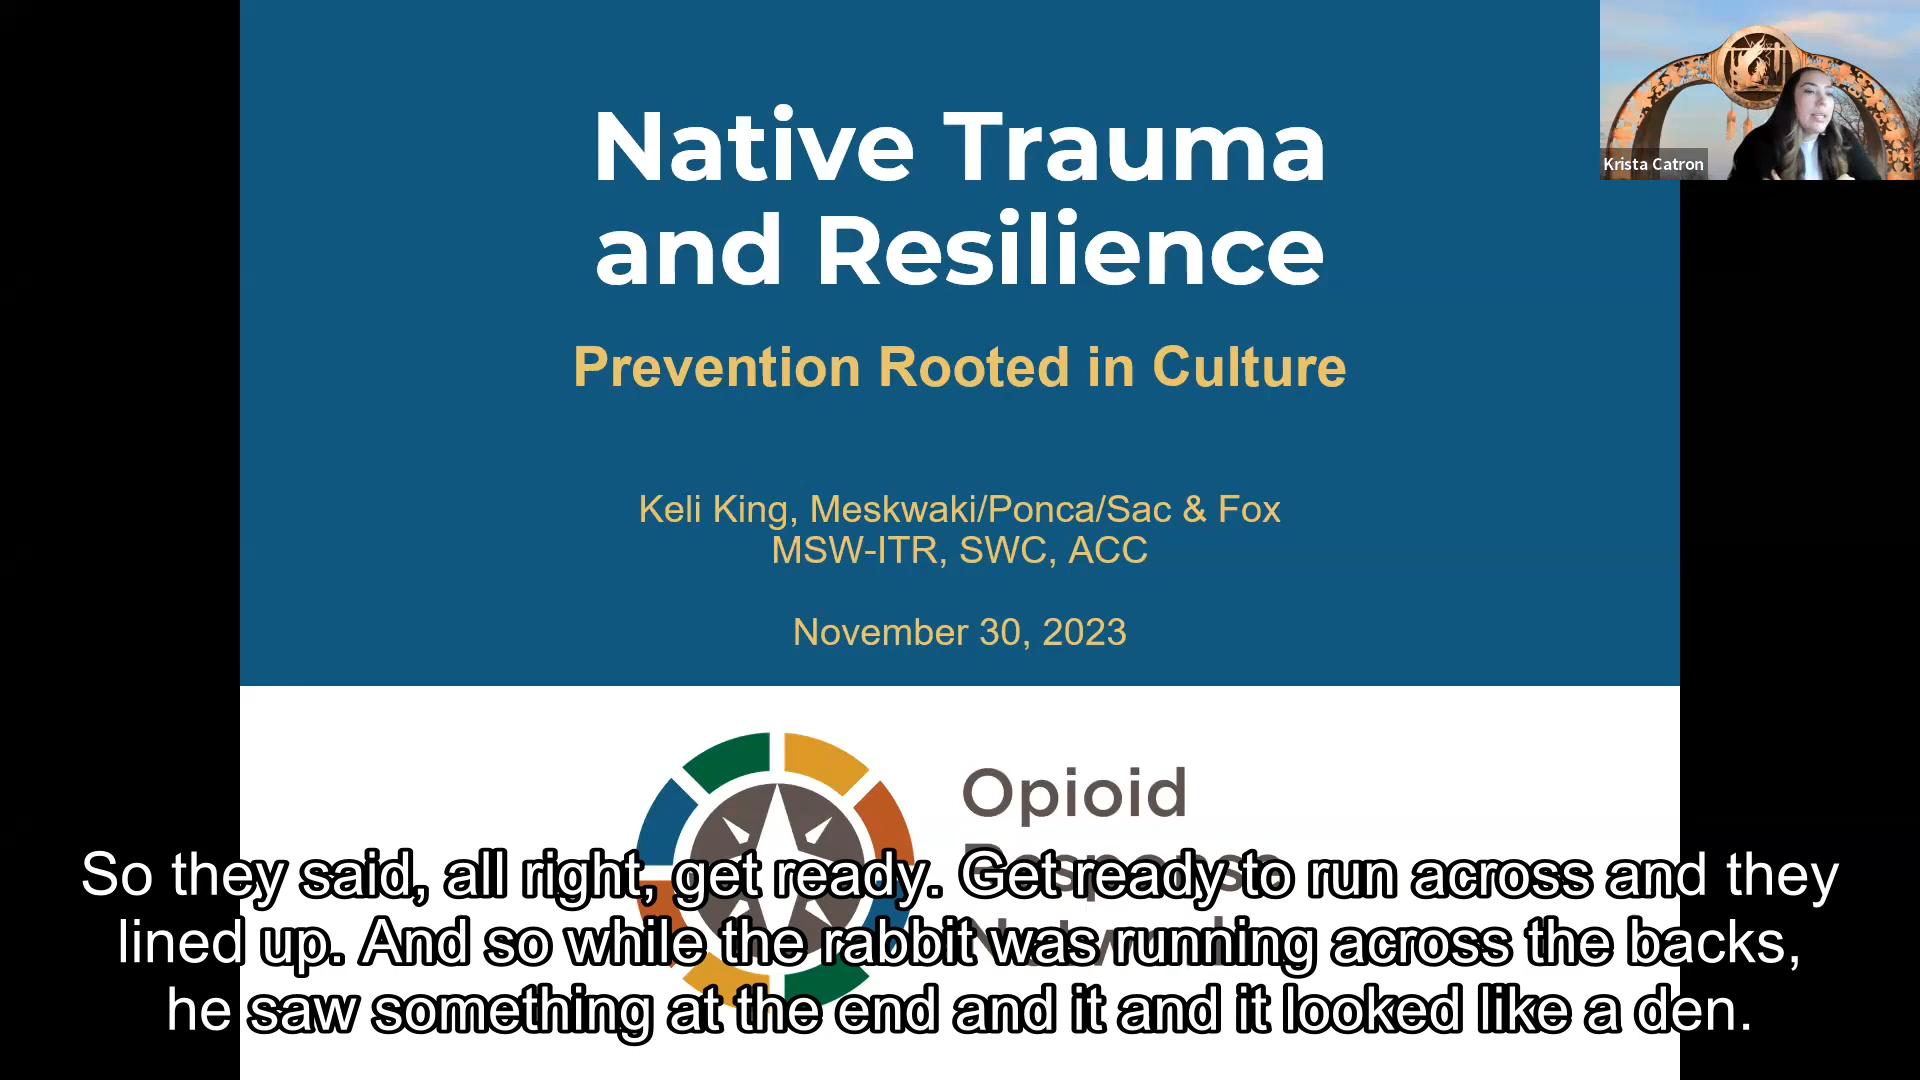 Native Trauma
and Resilience
Prevention Rooted in Culture
Keli King, Meskwaki/Ponca/Sac & Fox
MSW-ITR, SWC, ACC
November 30, 2023
Krista Catron
Opioid
Response
Network
So they said, all right, get ready. Get ready to run across and they
lined up. And so while the rabbit was running across the backs,
he saw something at the end and it and it looked like a den.